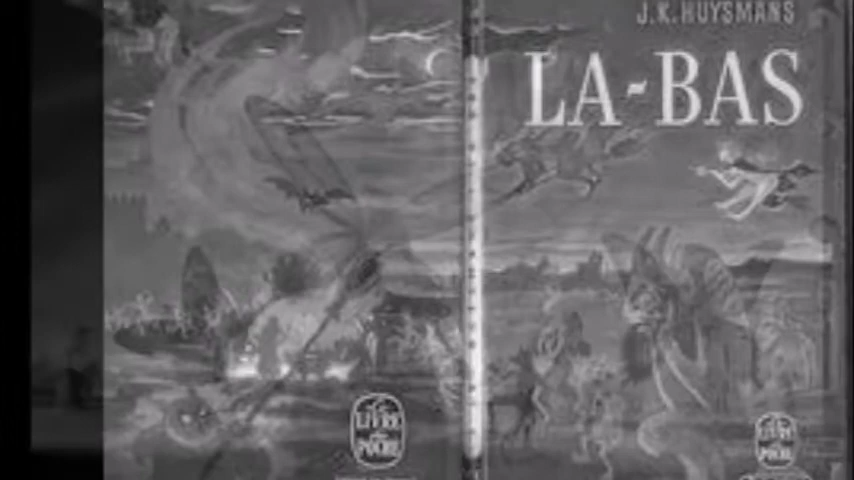 J.K.HUYSMANS
LA-BAS
LE
LIVRE
DE
POCHE
LE
LIVRE
DE
POCHE